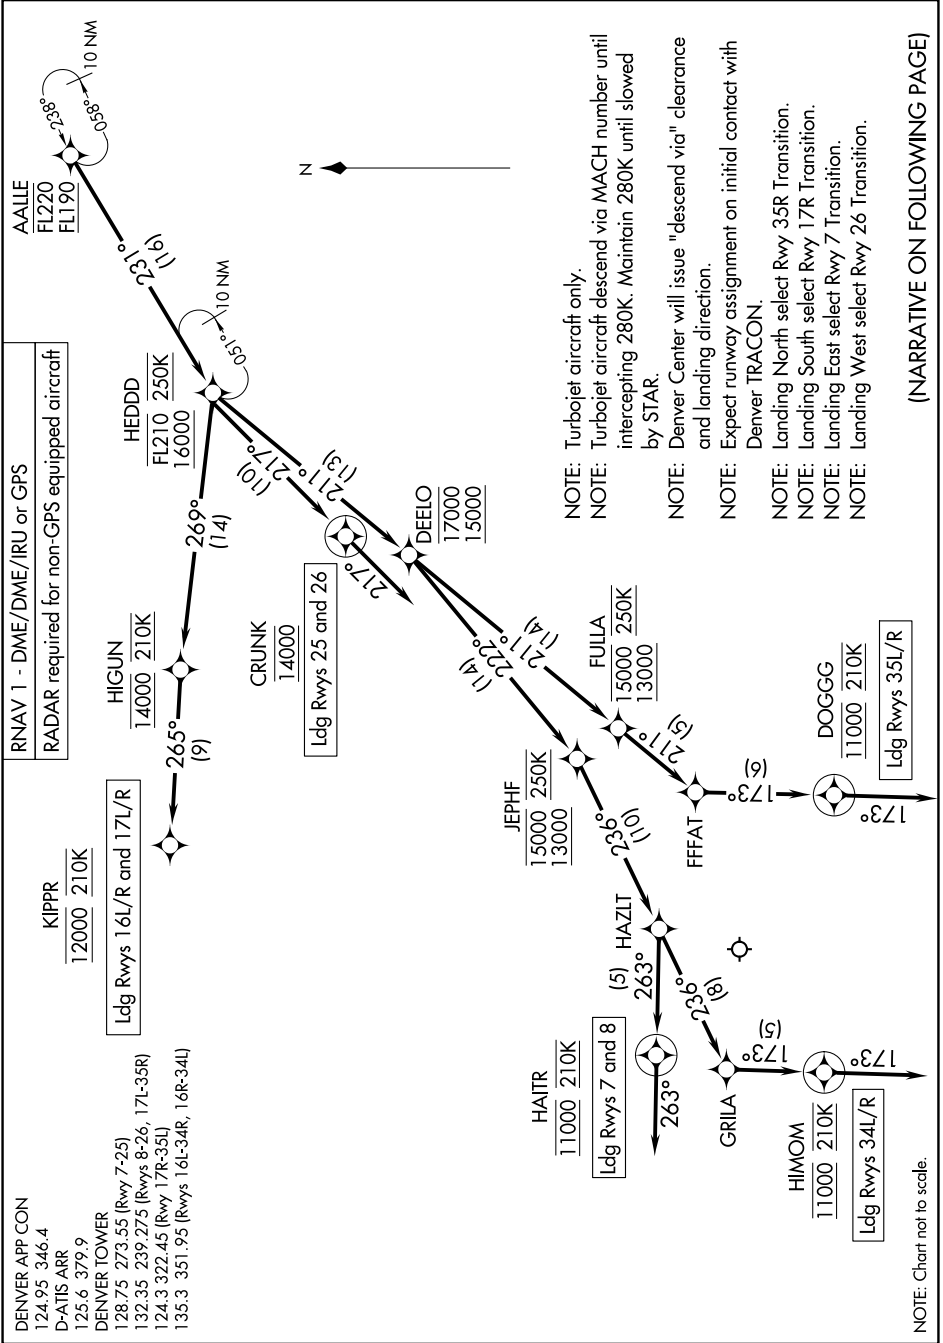 DENVER APP CON
124.95 346.4
D-ATIS ARR
125.6 379.9
DENVER TOWER
128.75 273.55 (Rwy 7-25)
132.35 239.275 (Rwys 8-26, 17L-35R)
124.3 322.45 (Rwy 17R-35L)
135.3 351.95 (Rwys 16L-34R, 16R-34L)
RNAV 1 - DME/DME/IRU or GPS
RADAR required for non-GPS equipped aircraft
AALLE
FL220
FL190
238°
058°
10 NM
231°
(16)
HEDDD
FL210 250K
16000
051°
10 NM
N
269°
(14)
HIGUN
14000 210K
265°
(9)
KIPPR
12000 210K
Ldg Rwys 16L/R and 17L/R
217°
(10)
CRUNK
14000
Ldg Rwys 25 and 26
217°
211°
(13)
DEELO
17000
15000
222°
(14)
211°
(14)
JEPHF
15000 250K
13000
FULLA
15000 250K
13000
211°
(5)
FFFAT
173°
(6)
DOGGG
11000 210K
Ldg Rwys 35L/R
173°
236°
(10)
HAZLT
(5)
263°
HAITR
11000 210K
Ldg Rwys 7 and 8
263°
236°
(8)
GRILA
173°
(5)
HIMOM
11000 210K
Ldg Rwys 34L/R
173°
NOTE: Turbojet aircraft only.
NOTE: Turbojet aircraft descend via MACH number until
intercepting 280K. Maintain 280K until slowed
by STAR.
NOTE: Denver Center will issue "descend via" clearance
and landing direction.
NOTE: Expect runway assignment on initial contact with
Denver TRACON.
NOTE: Landing North select Rwy 35R Transition.
NOTE: Landing South select Rwy 17R Transition.
NOTE: Landing East select Rwy 7 Transition.
NOTE: Landing West select Rwy 26 Transition.
(NARRATIVE ON FOLLOWING PAGE)
NOTE: Chart not to scale.